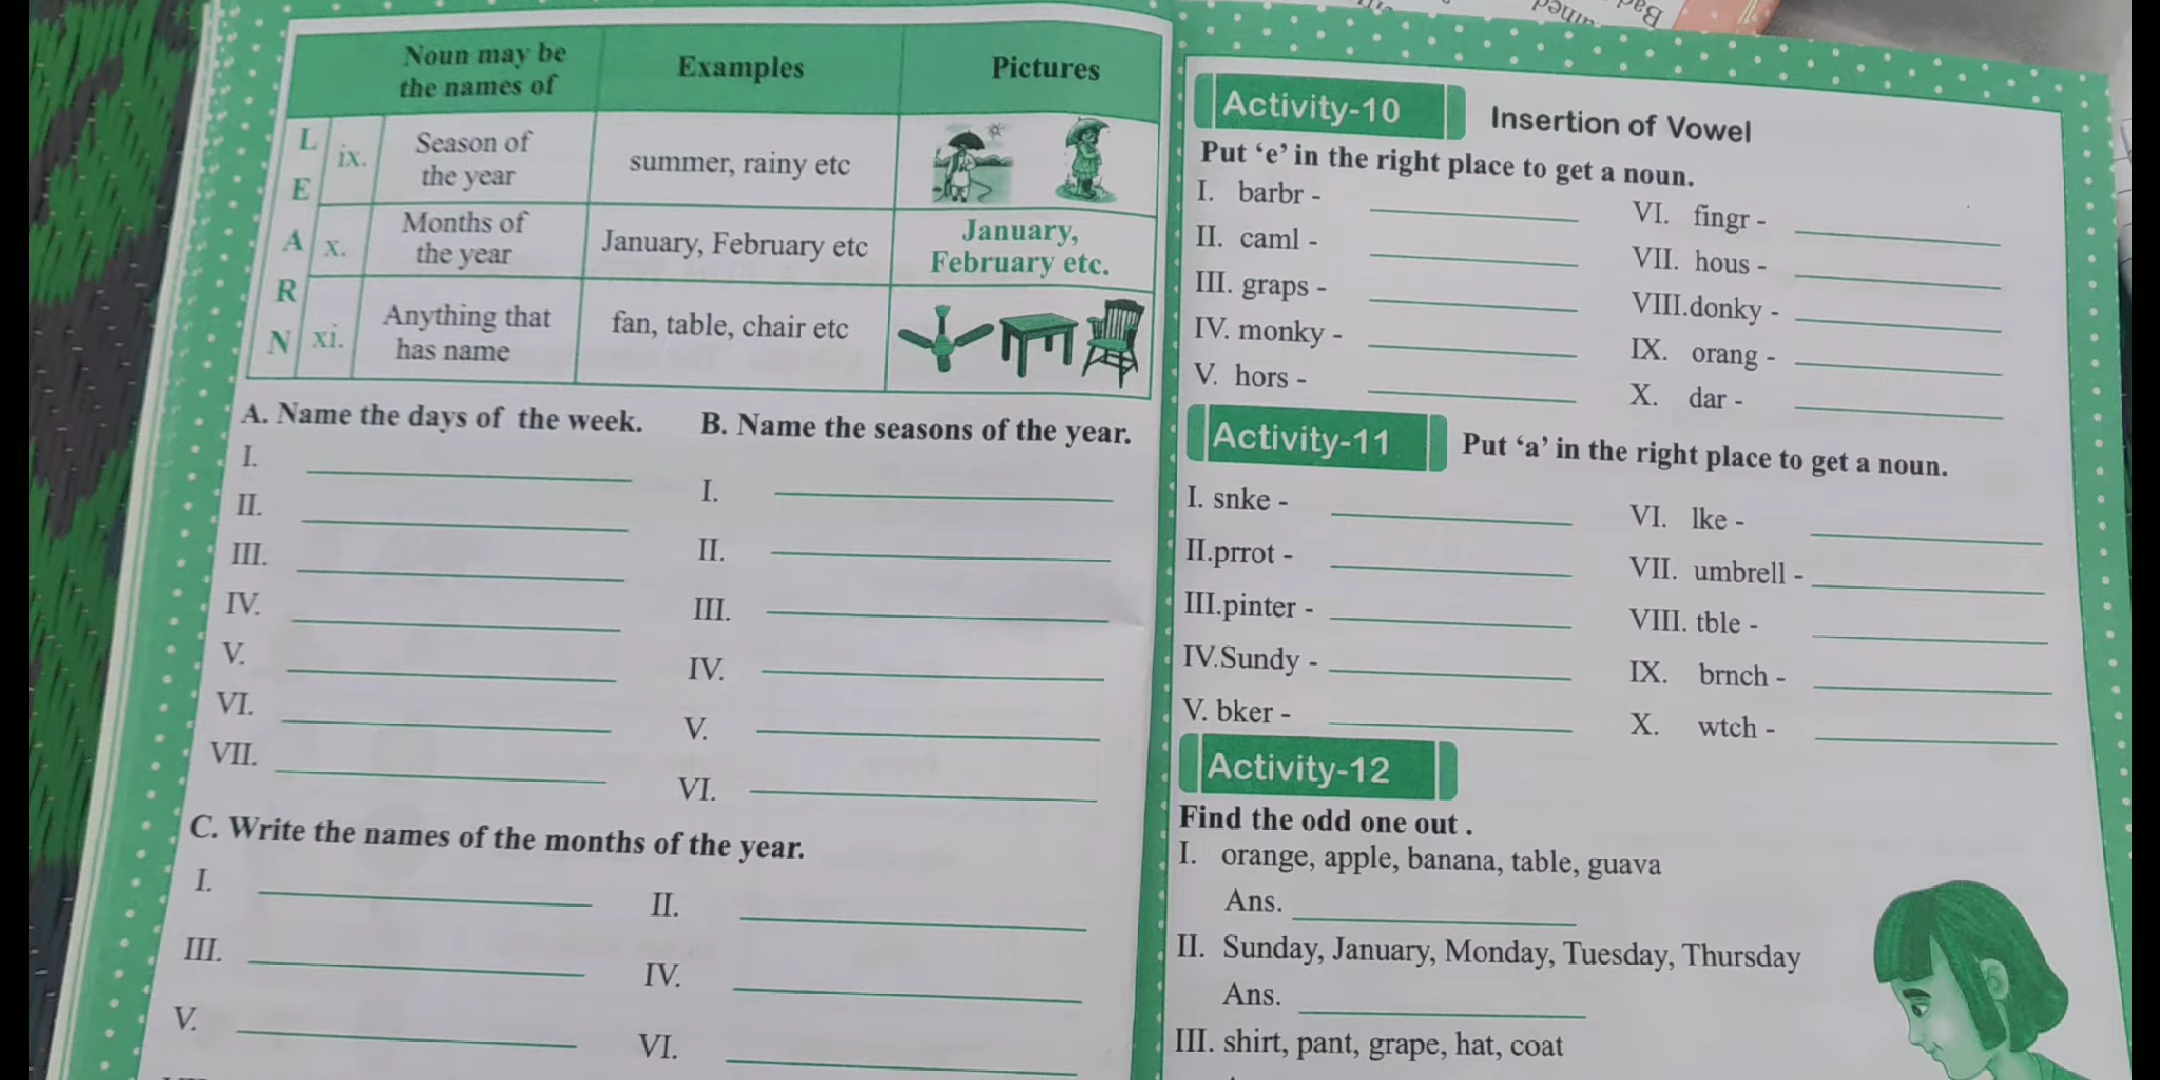 Noun may be
the names of
Examples
Pictures
L
E
A
R
N
ix.
Season of
the year
summer, rainy etc
x.
Months of
the year
January, February etc
January,
February etc.
xi.
Anything that
has name
fan, table, chair etc
A. Name the days of the week.
I.
II.
III.
IV.
V.
VI.
VII.
B. Name the seasons of the year.
I.
II.
III.
IV.
V.
VI.
C. Write the names of the months of the year.
I.
II.
III.
IV.
V.
VI.
Activity-10
Insertion of Vowel
Put ‘e’ in the right place to get a noun.
I. barbr -
II. caml -
III. graps -
IV. monky -
V. hors -
VI. fingr -
VII. hous -
VIII.donky -
IX. orang -
X. dar -
Activity-11
Put ‘a’ in the right place to get a noun.
I. snke -
II.prrot -
III.pinter -
IV.Sundy -
V. bker -
VI. lke -
VII. umbrell -
VIII. tble -
IX. brnch -
X. wtch -
Activity-12
Find the odd one out .
I. orange, apple, banana, table, guava
Ans.
II. Sunday, January, Monday, Tuesday, Thursday
Ans.
III. shirt, pant, grape, hat, coat